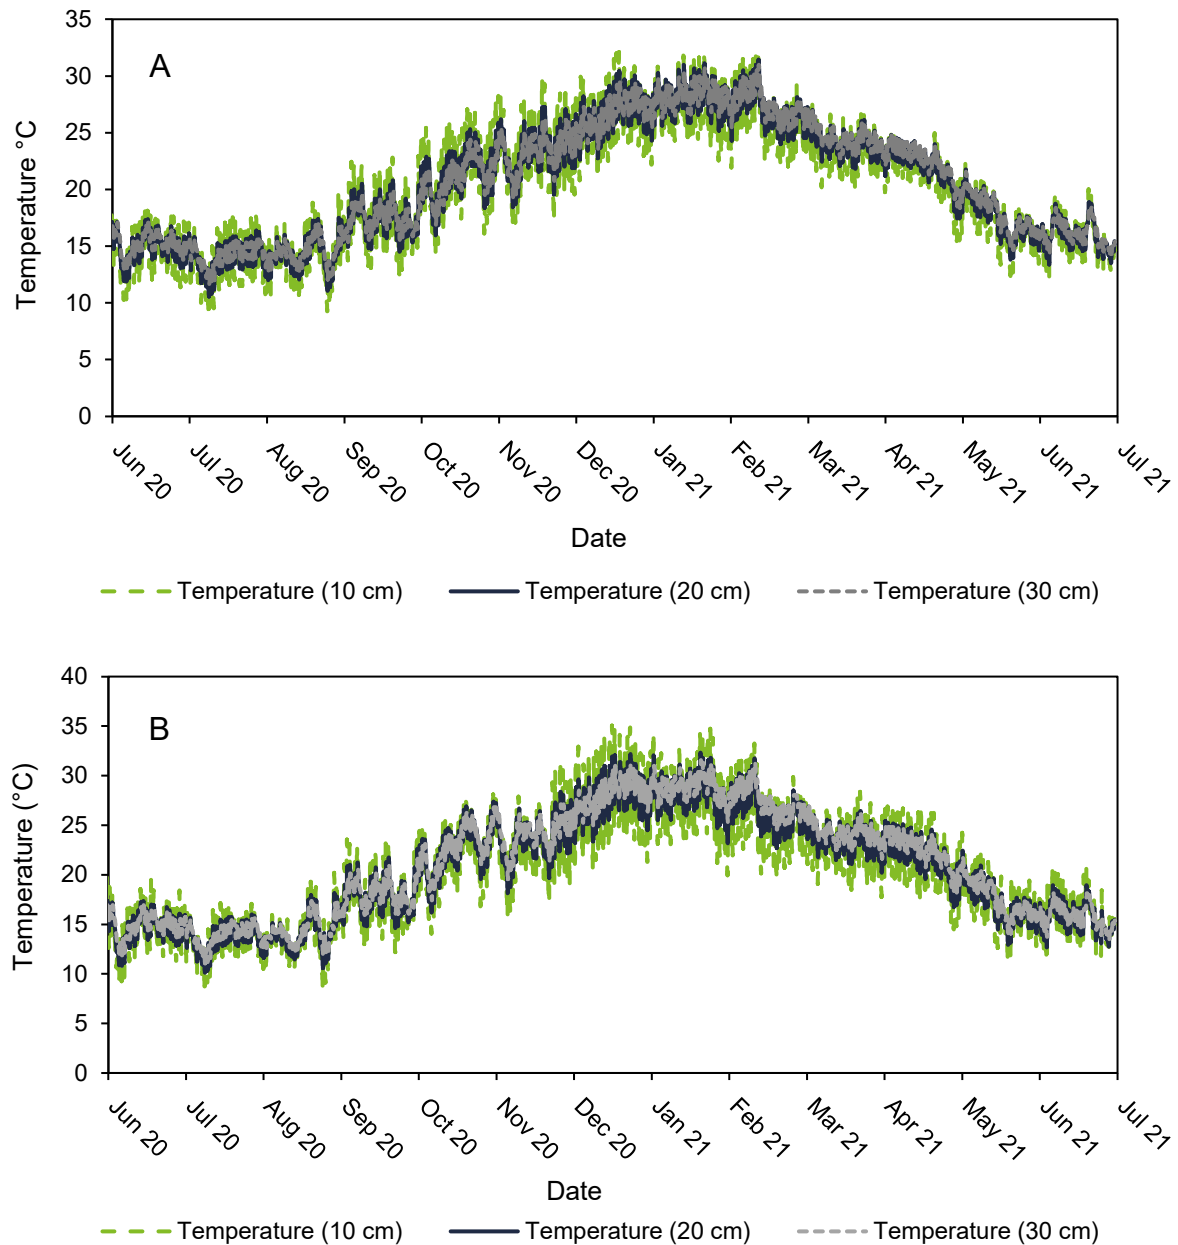 35
30
25
20
15
10
5
0
A
Temperature °C
Jun 20
Jul 20
Aug 20
Sep 20
Oct 20
Nov 20
Dec 20
Jan 21
Feb 21
Mar 21
Apr 21
May 21
Jun 21
Jul 21
Date
Temperature (10 cm) Temperature (20 cm) Temperature (30 cm)
40
35
30
25
20
15
10
5
0
B
Temperature (°C)
Jun 20
Jul 20
Aug 20
Sep 20
Oct 20
Nov 20
Dec 20
Jan 21
Feb 21
Mar 21
Apr 21
May 21
Jun 21
Jul 21
Date
Temperature (10 cm) Temperature (20 cm) Temperature (30 cm)